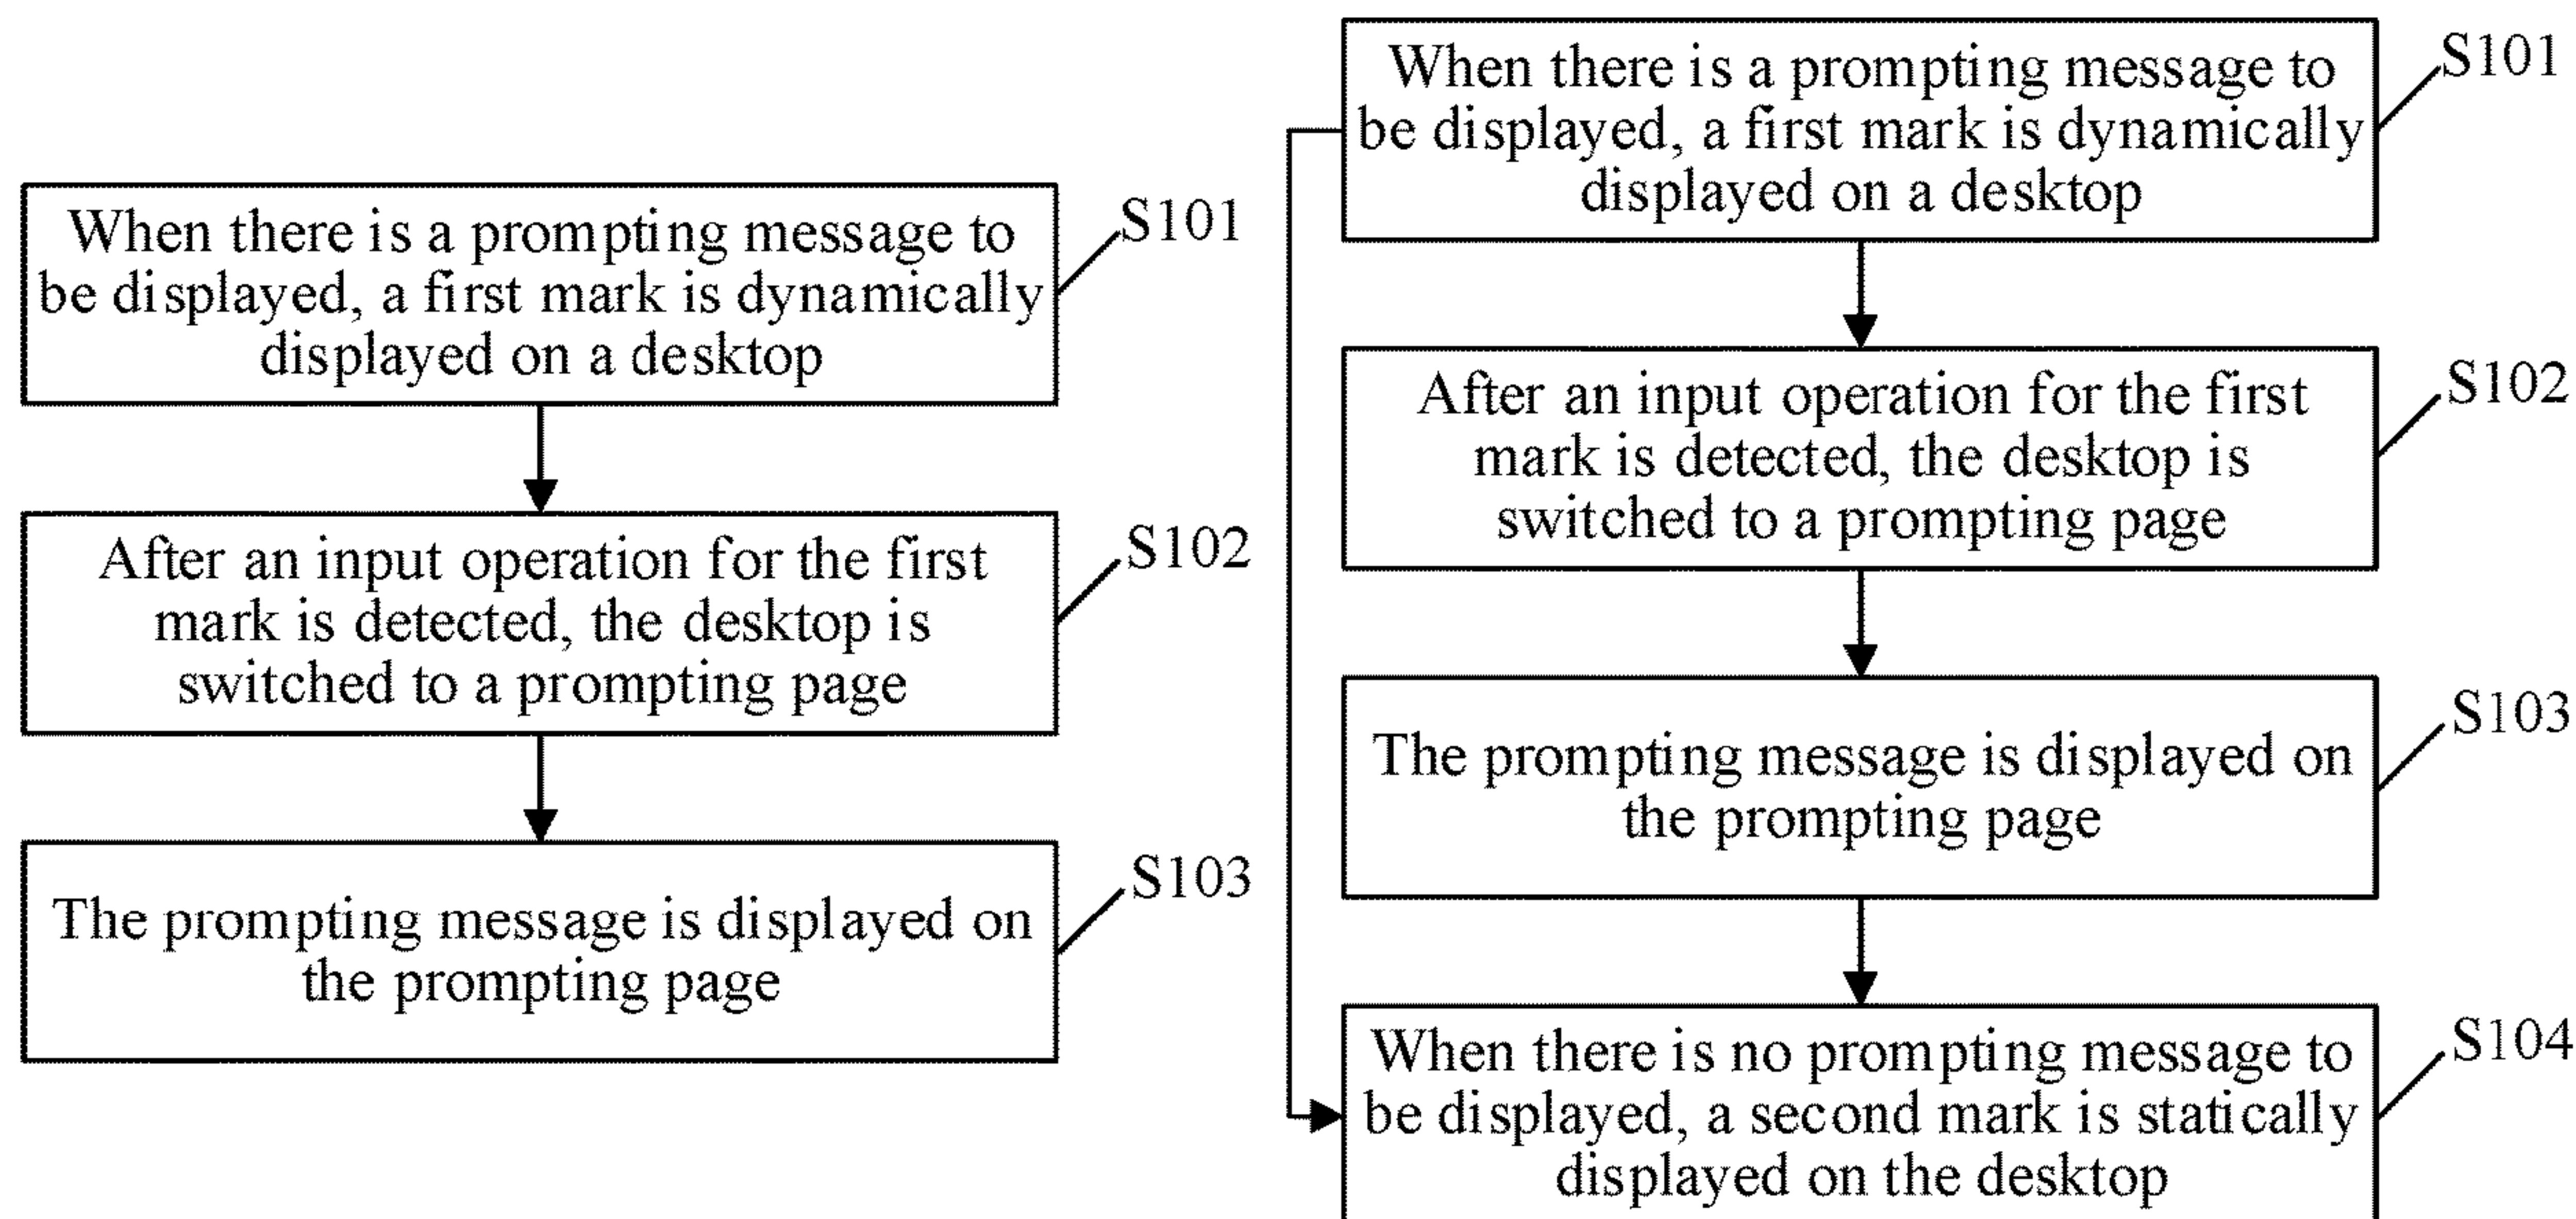 When there is a prompting message to
be displayed, a first mark is dynamically
displayed on a desktop
S101
After an input operation for the first
mark is detected, the desktop is
switched to a prompting page
S102
The prompting message is displayed on
the prompting page
S103
When there is a prompting message to
be displayed, a first mark is dynamically
displayed on a desktop
S101
After an input operation for the first
mark is detected, the desktop is
switched to a prompting page
S102
The prompting message is displayed on
the prompting page
S103
When there is no prompting message to
be displayed, a second mark is statically
displayed on the desktop
S104